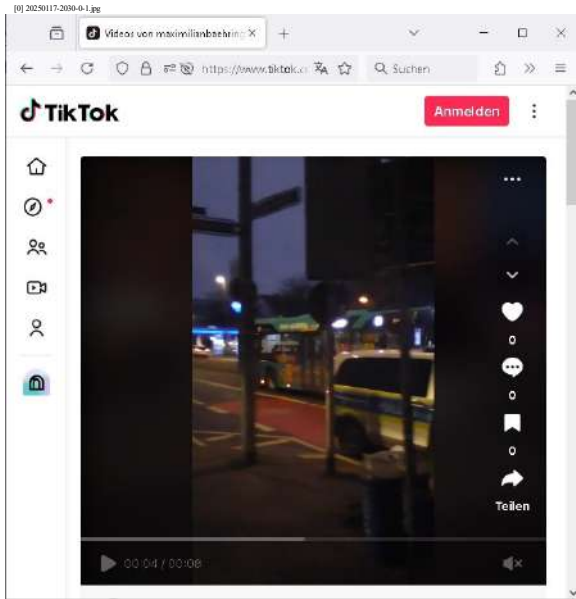 [0] 20250117-2030-0-1.jpg
Videos von maximilianbaehring
https://www.tiktok.c
Suchen
TikTok
Anmelden
0
0
0
Teilen
00:04 / 00:08